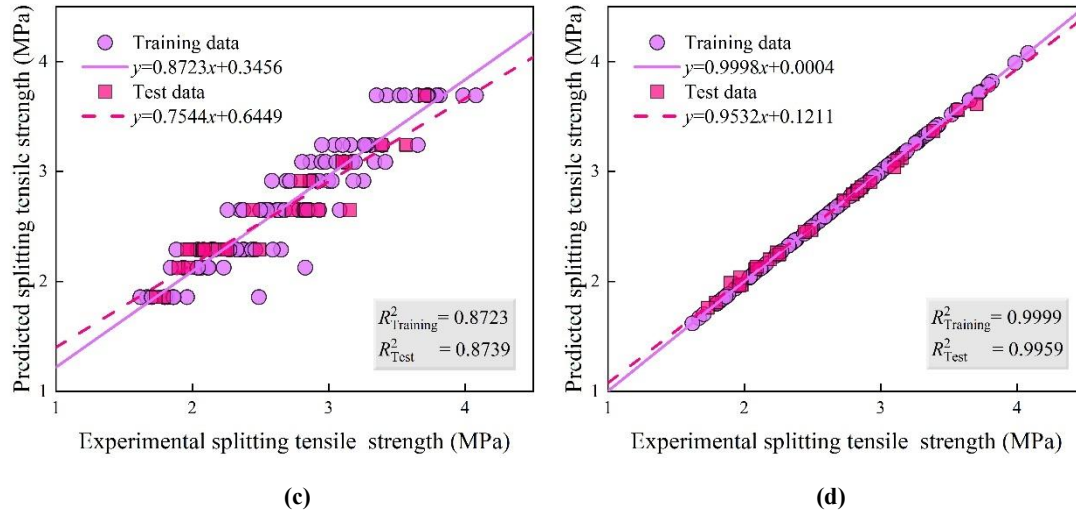 Predicted splitting tensile strength (MPa)
4
3
2
1
Training data
y=0.8723x+0.3456
Test data
y=0.7544x+0.6449
R²Training = 0.8723
R²Test = 0.8739
1 2 3 4
Experimental splitting tensile strength (MPa)
(c)
Predicted splitting tensile strength (MPa)
4
3
2
1
Training data
y=0.9998x+0.0004
Test data
y=0.9532x+0.1211
R²Training = 0.9999
R²Test = 0.9959
1 2 3 4
Experimental splitting tensile strength (MPa)
(d)